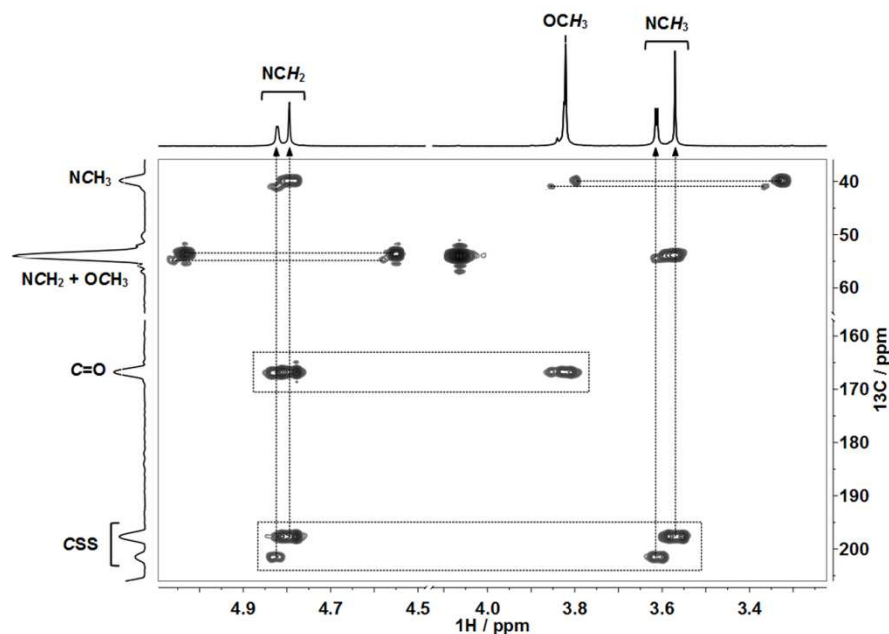 OCH3
NCH2
NCH3
NCH3
NCH2 + OCH3
C=O
CSS
40
50
60
160
170
180
190
200
13C / ppm
4.9
4.7
4.5
4.0
3.8
3.6
3.4
1H / ppm